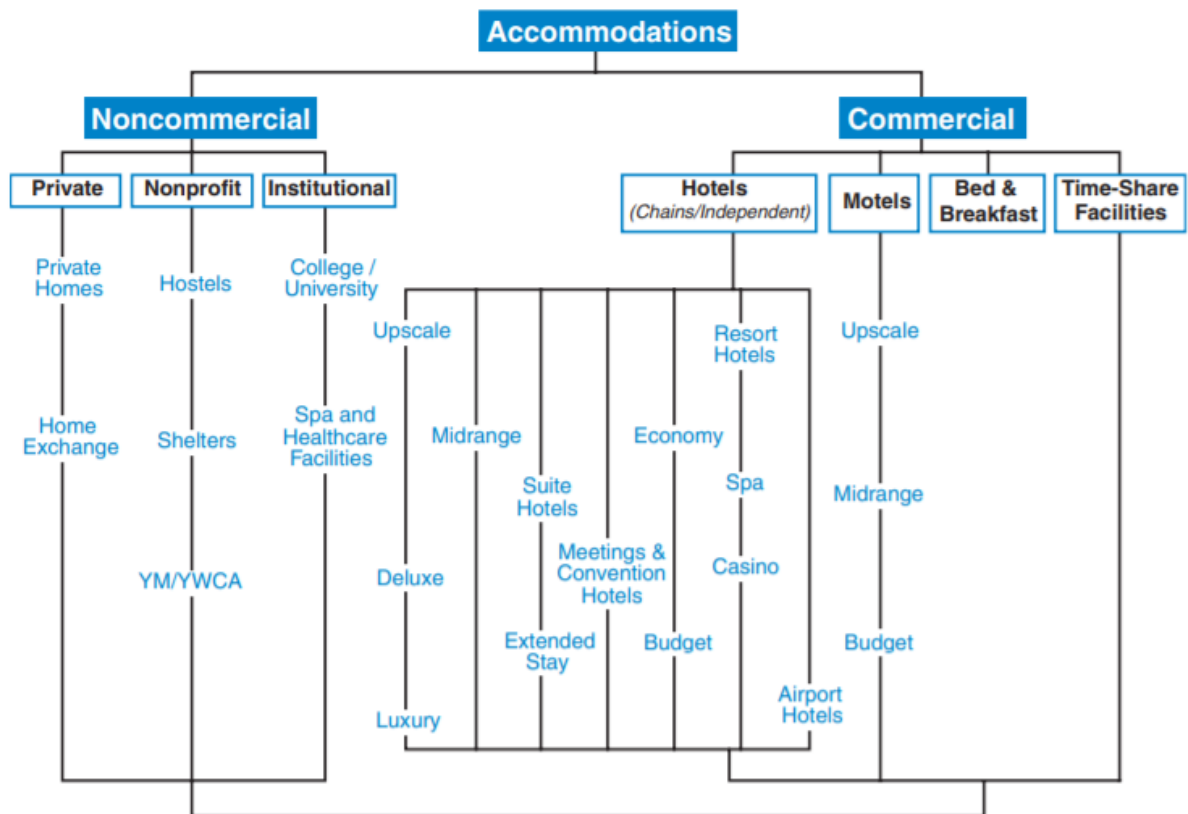 Accommodations
Noncommercial
Commercial
Private
Nonprofit
Institutional
Hotels
(Chains/Independent)
Motels
Bed &
Breakfast
Time-Share
Facilities
Private
Homes
Hostels
College /
University
Upscale
Resort
Hotels
Upscale
Home
Exchange
Shelters
Spa and
Healthcare
Facilities
Midrange
Economy
Suite
Hotels
Spa
Midrange
YM/YWCA
Deluxe
Meetings &
Convention
Hotels
Casino
Extended
Stay
Budget
Budget
Luxury
Airport
Hotels